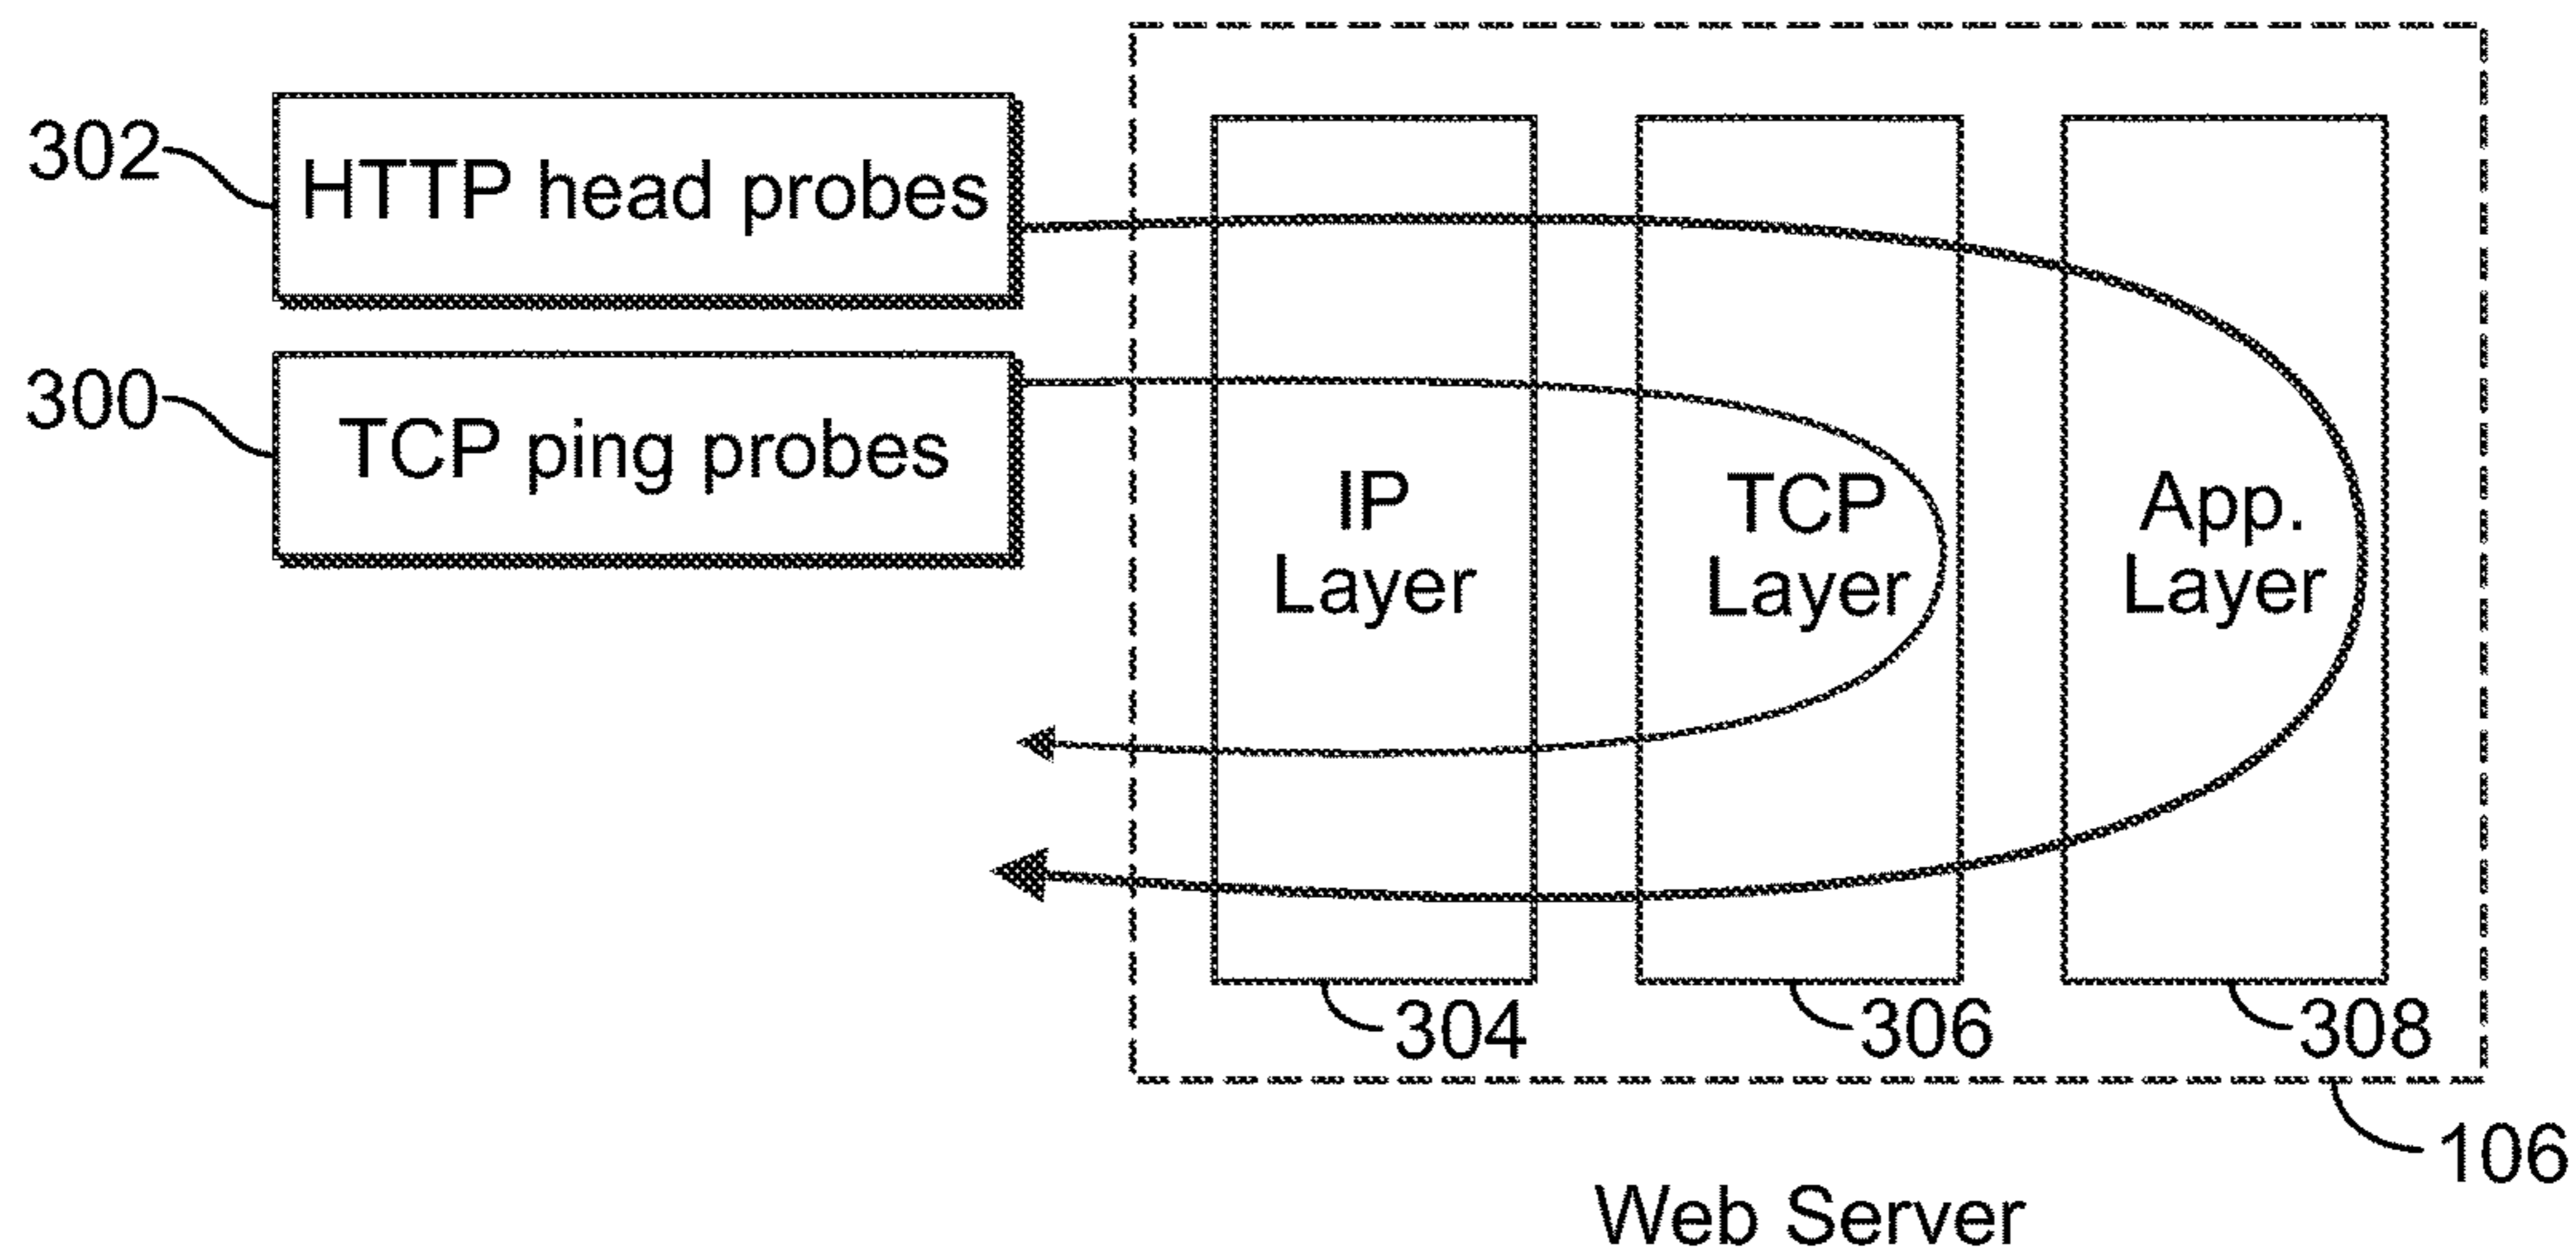 302
HTTP head probes
300
TCP ping probes
IP
Layer
TCP
Layer
App.
Layer
304
306
308
106
Web Server